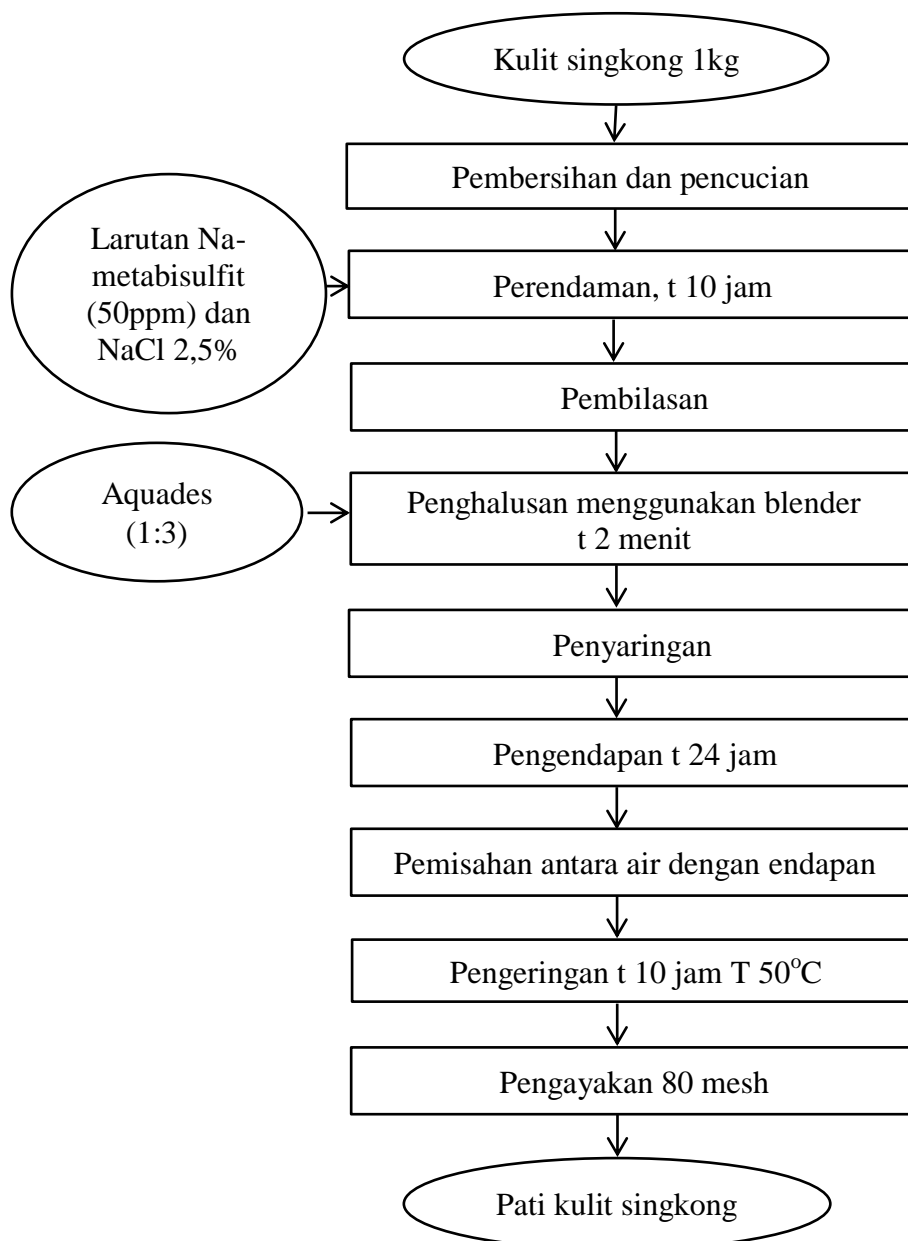 Kulit singkong 1kg
Pembersihan dan pencucian
Larutan Na-
metabisulfit
(50ppm) dan
NaCl 2,5%
Perendaman, t 10 jam
Pembilasan
Aquades
(1:3)
Penghalusan menggunakan blender
t 2 menit
Penyaringan
Pengendapan t 24 jam
Pemisahan antara air dengan endapan
Pengeringan t 10 jam T 50°C
Pengayakan 80 mesh
Pati kulit singkong